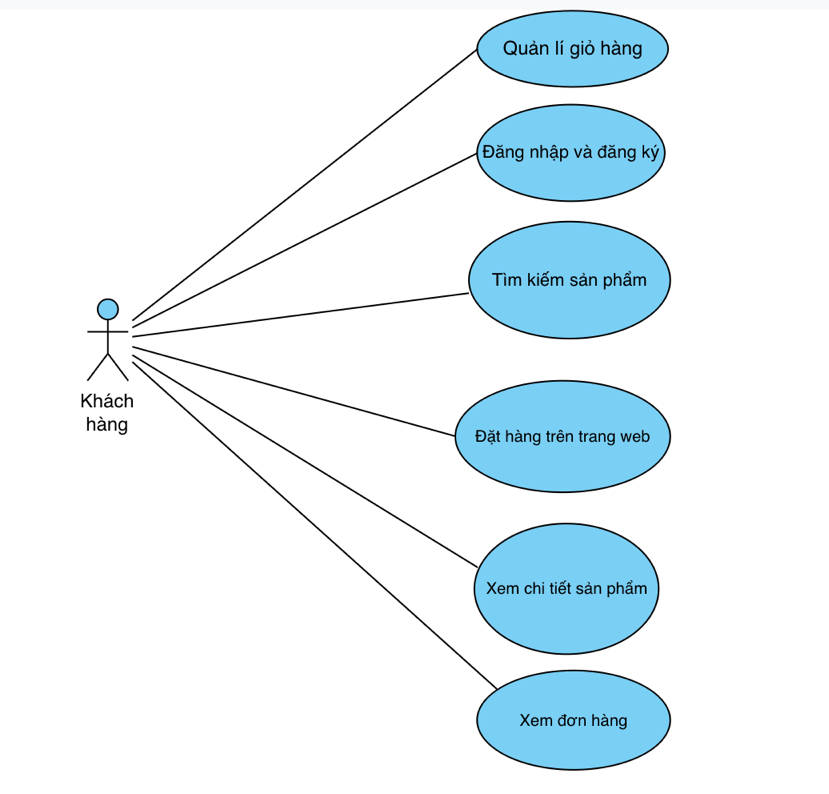 Quản lí giỏ hàng
Đăng nhập và đăng ký
Tìm kiếm sản phẩm
Khách
hàng
Đặt hàng trên trang web
Xem chi tiết sản phẩm
Xem đơn hàng